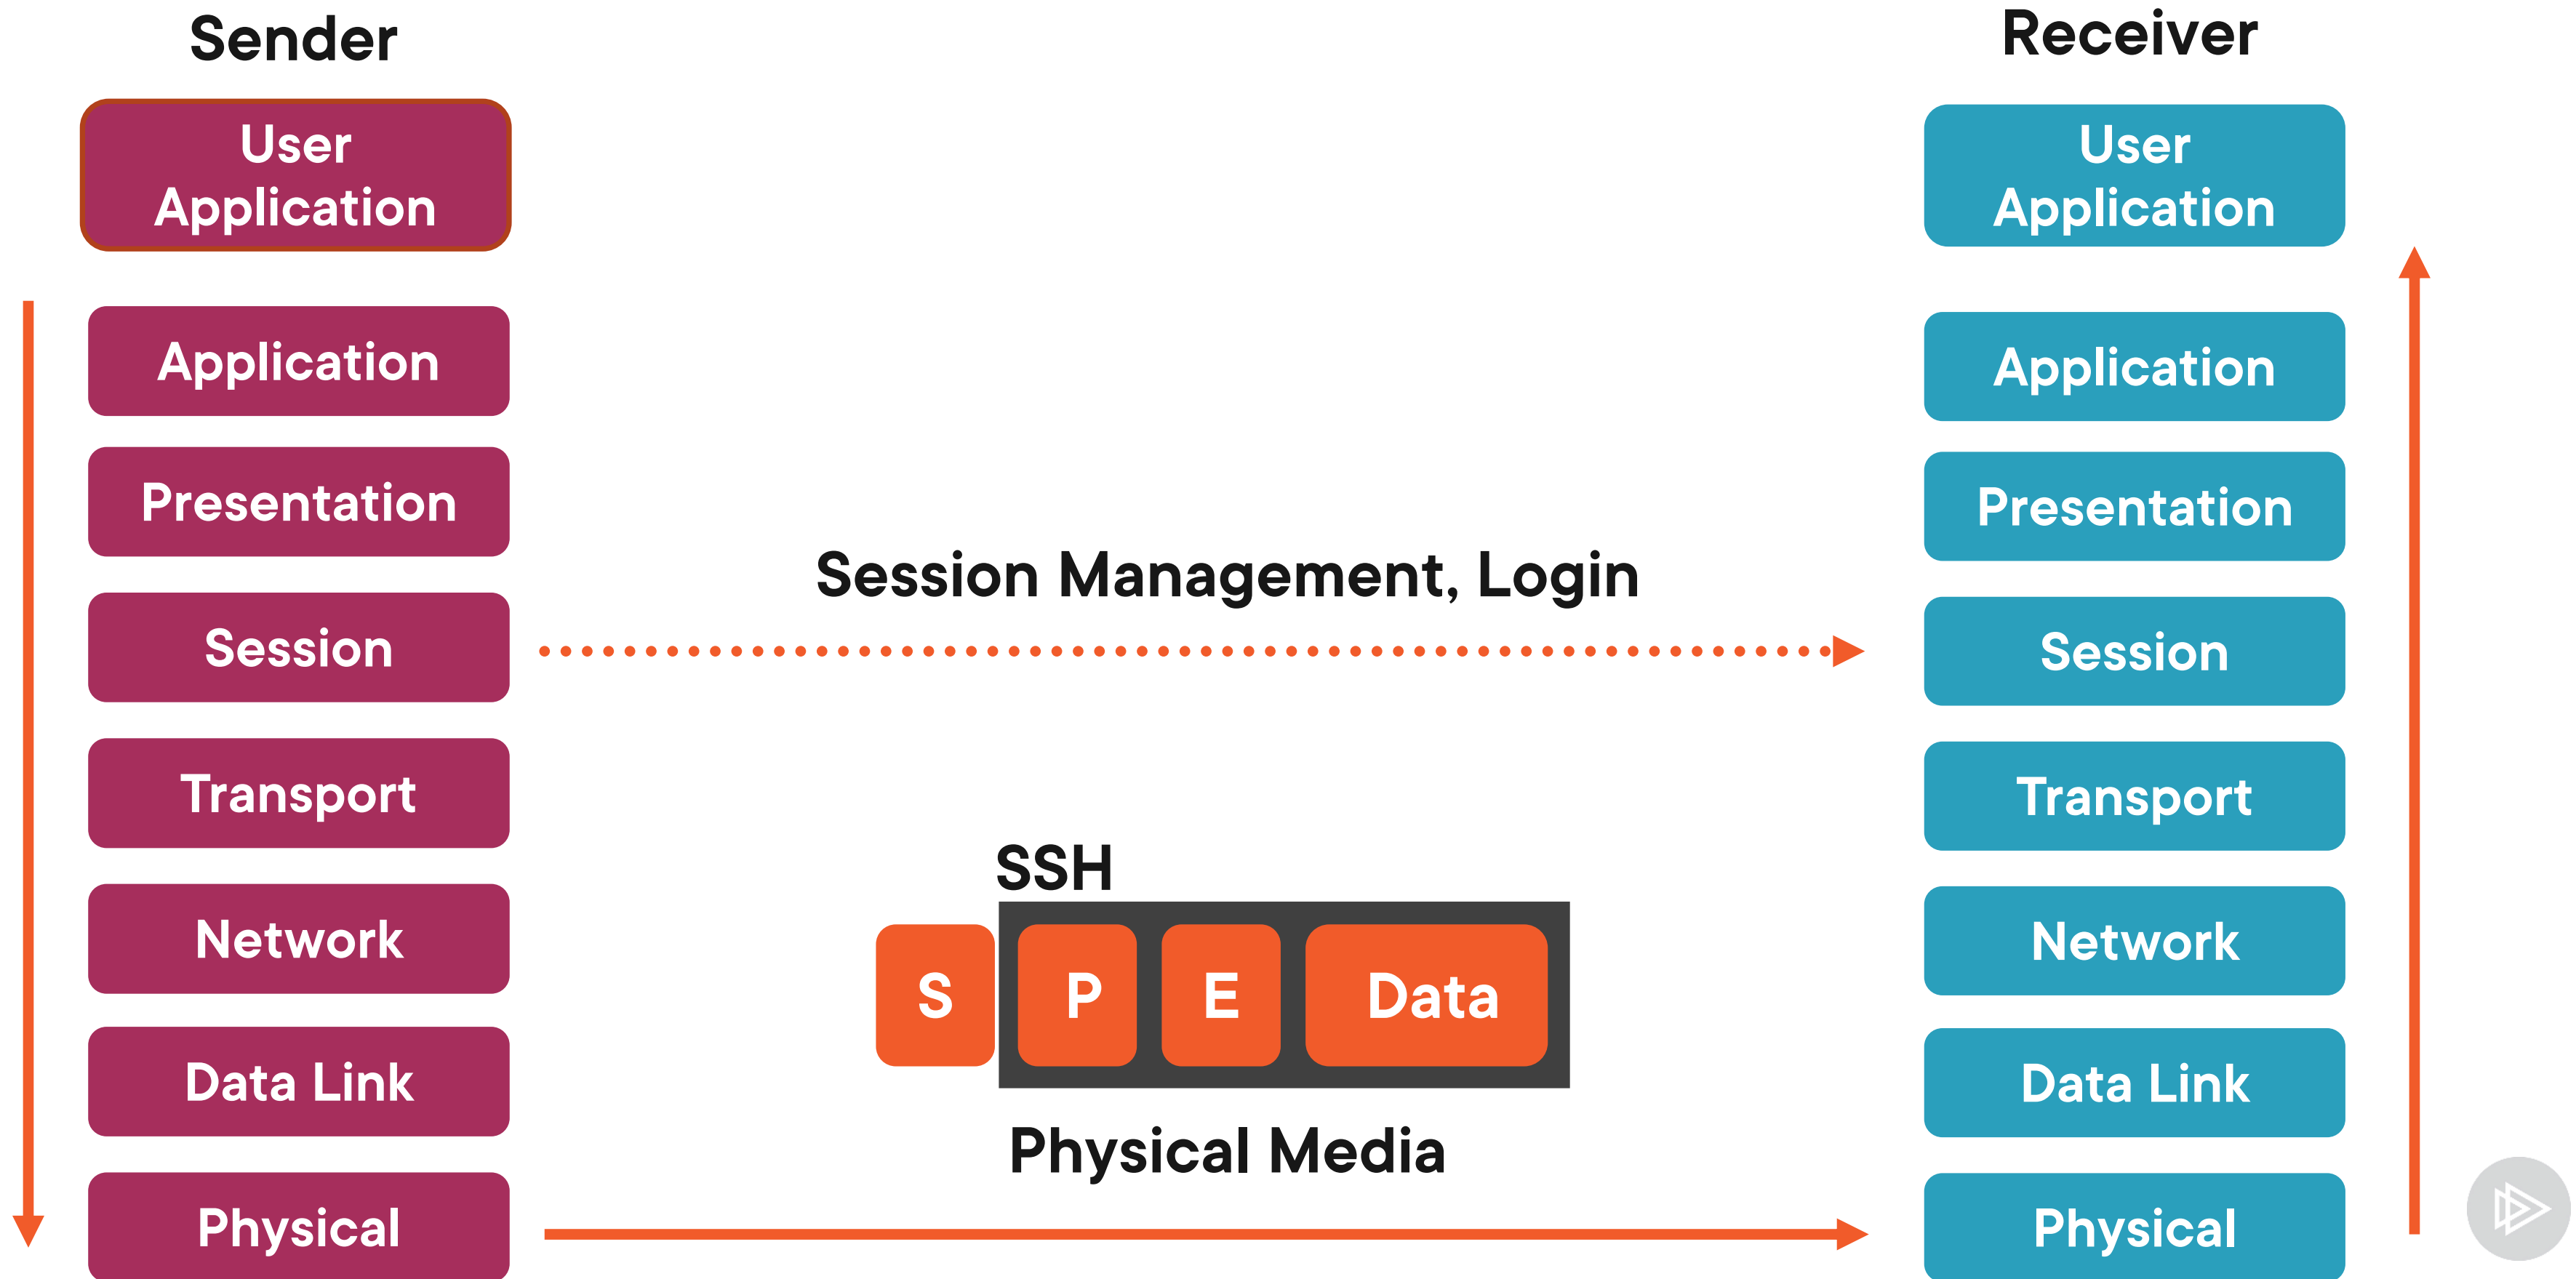 Sender
Receiver
User
Application
User
Application
Application
Application
Presentation
Presentation
Session Management, Login
Session
Session
Transport
Transport
SSH
Network
S
P
E
Data
Network
Data Link
Data Link
Physical Media
Physical
Physical